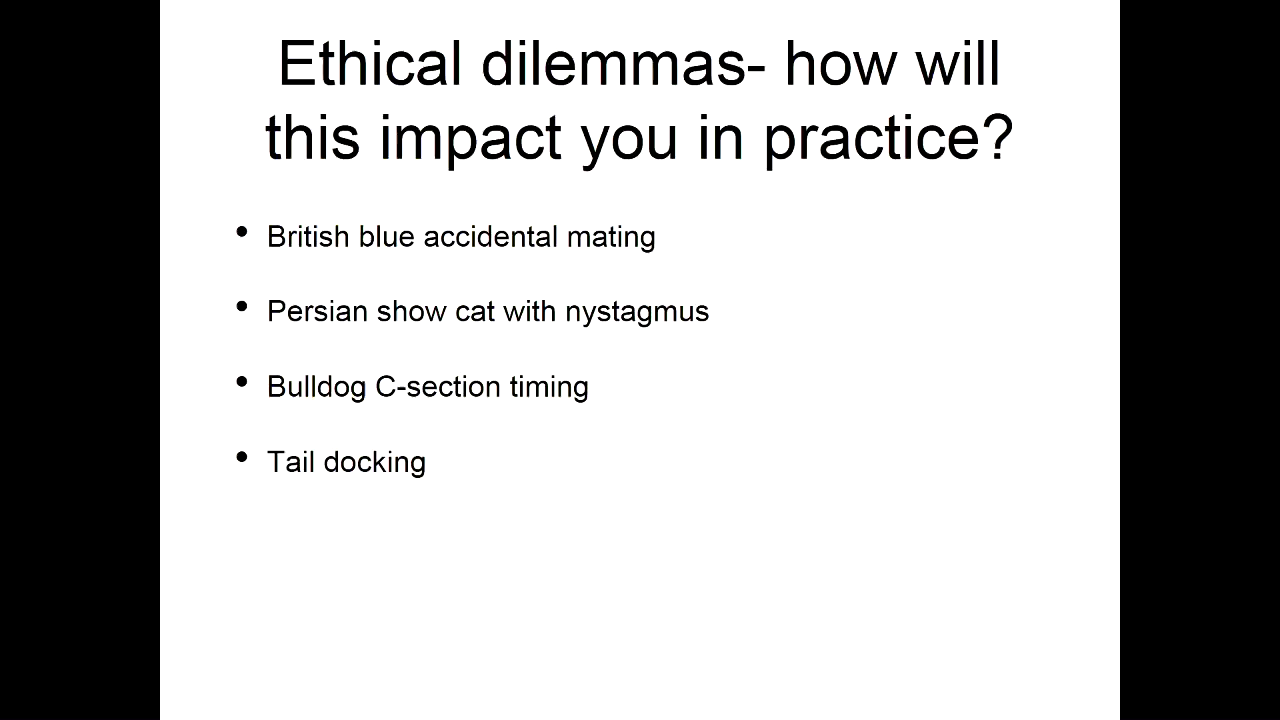 Ethical dilemmas- how will
this impact you in practice?
• British blue accidental mating
• Persian show cat with nystagmus
• Bulldog C-section timing
• Tail docking